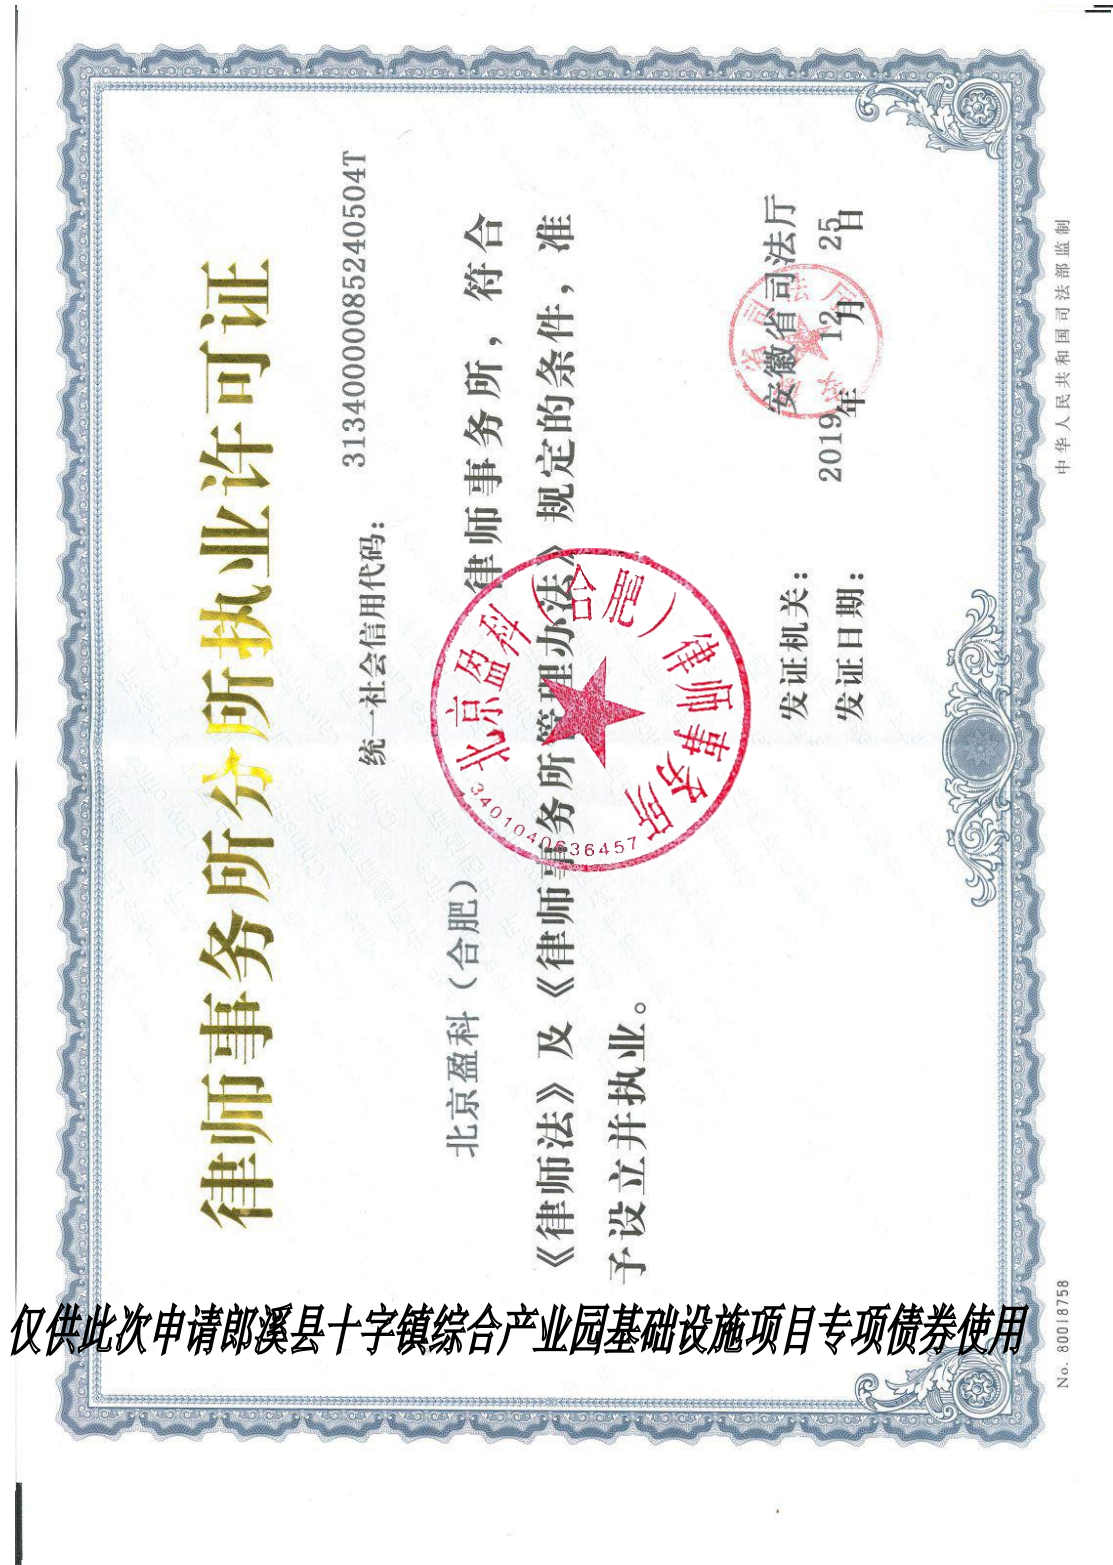 律师事务所分所执业许可证
统一社会信用代码：
31340000852405​04T
北京盈科（合肥） 律师事务所，符合
《律师法》及《律师事务所管理办法》规定的条件，准
予设立并执业。
北京盈科（合肥）律师事务所
3401040636457
发证机关： 安徽省司法厅
发证日期： 2019年12月25日
No. 80018758
中华人民共和国司法部监制
仅供此次申请郎溪县十字镇综合产业园基础设施项目专项债券使用